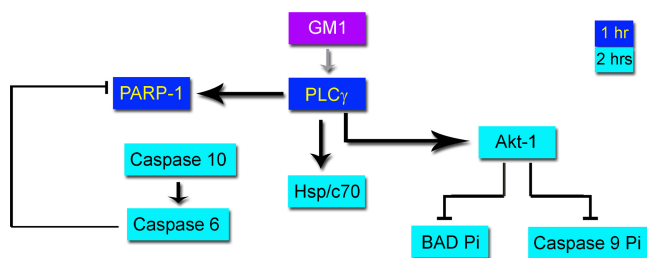 GM1
1 hr
2 hrs
PARP-1
PLCγ
Akt-1
Caspase 10
Hsp/c70
Caspase 6
BAD Pi
Caspase 9 Pi